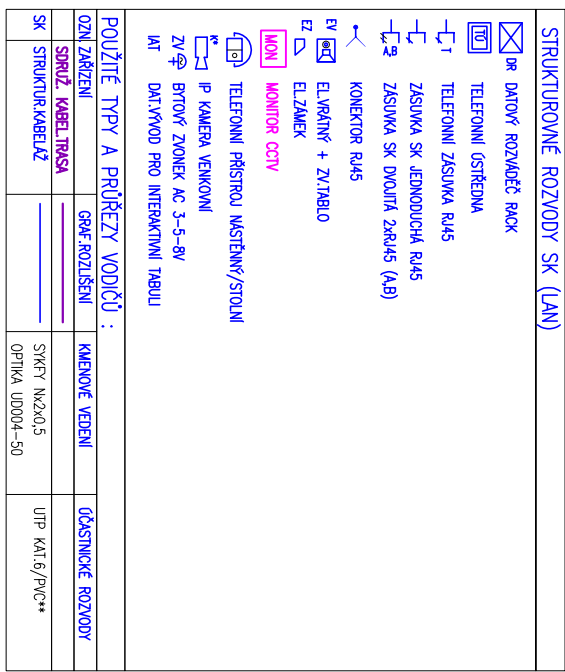 STRUKTUROVNÉ ROZVODY SK (LAN)
DR DATOVÝ ROZVADĚČ RACK
TÚ TELEFONNÍ ÚSTŘEDNA
T TELEFONNÍ ZÁSUVKA RJ45
ZÁSUVKA SK JEDNODUCHÁ RJ45
A,B ZÁSUVKA SK DVOJITÁ 2xRJ45 (A,B)
KONEKTOR RJ45
EV EL.VRÁTNÝ + ZV.TABLO
EZ EL.ZÁMEK
MON MONITOR CCTV
TELEFONNÍ PŘÍSTROJ NÁSTĚNNÝ/STOLNÍ
K* IP KAMERA VENKOVNÍ
ZV BYTOVÝ ZVONEK AC 3-5-8V
IAT DAT.VÝVOD PRO INTERAKTIVNÍ TABULI
POUŽITÉ TYPY A PRŮŘEZY VODIČŮ :
OZN. ZAŘÍZENÍ GRAF.ROZLIŠENÍ KMENOVÉ VEDENÍ ÚČASTNICKÉ ROZVODY
SDRUŽ. KABEL.TRASA
SK STRUKTUR.KABELÁŽ SYKFY Nx2x0,5 UTP KAT.6/PVC**
OPTIKA UD004-50